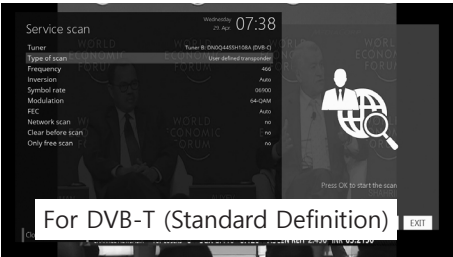 Service scan
Wednesday
29. Apr. 07:38
Tuner Tuner B: DN0Q4455H108A (DVB-C)
Type of scan User defined transponder
Frequency 466
Inversion Auto
Symbol rate 06900
Modulation 64-QAM
FEC Auto
Network scan no
Clear before scan no
Only free scan no
WORLD
ECONOMIC
FORUM
Press OK to start the scan
For DVB-T (Standard Definition)
EXIT